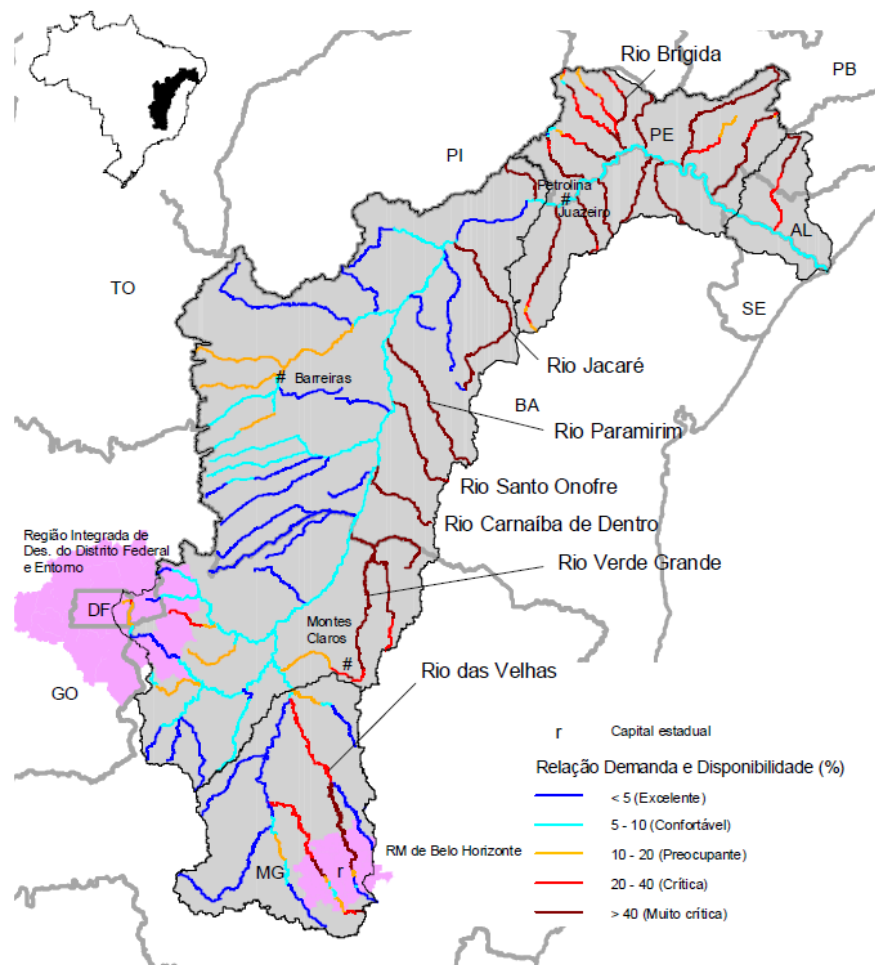 Rio Brigida
PB
PI
PE
Petrolina
#
Juazeiro
AL
TO
SE
Rio Jacaré
# Barreiras
BA
Rio Paramirim
Rio Santo Onofre
Rio Carnaíba de Dentro
Região Integrada de
Des. do Distrito Federal
e Entorno
Rio Verde Grande
DF
Montes
Claros
#
Rio das Velhas
GO
r Capital estadual
Relação Demanda e Disponibilidade (%)
< 5 (Excelente)
5 - 10 (Confortável)
RM de Belo Horizonte
10 - 20 (Preocupante)
MG
r
20 - 40 (Crítica)
> 40 (Muito crítica)